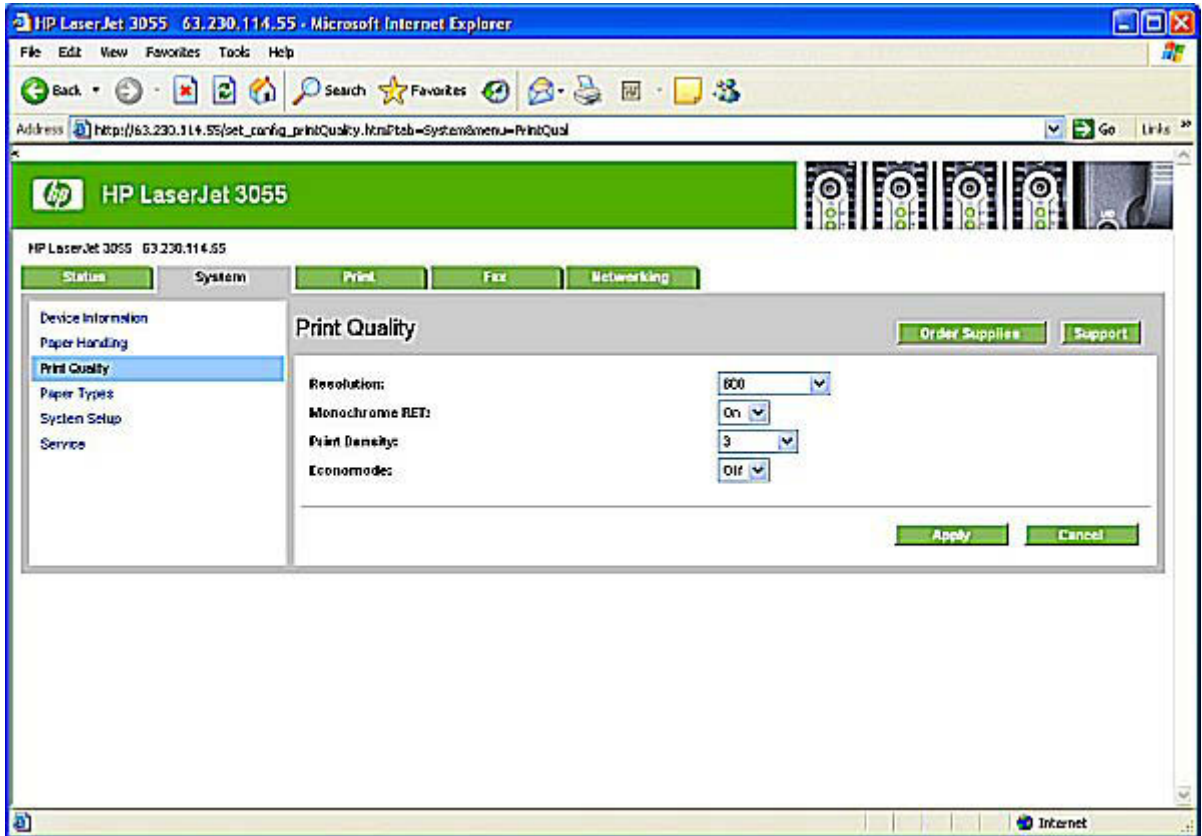 HP LaserJet 3055 63.230.114.55 - Microsoft Internet Explorer
File Edit View Favorites Tools Help
Back Search Favorites
Address http://63.230.114.55/set_config_printQuality.htm?tab=System&menu=PrintQual Go Links »
hp HP LaserJet 3055
HP LaserJet 3055 63.230.114.55
Status System Print Fax Networking
Device Information
Paper Handling
Print Quality
Paper Types
System Setup
Service
Print Quality
Order Supplies Support
Resolution: 600
Monochrome RET: On
Print Density: 3
Economode: Off
Apply Cancel
Internet